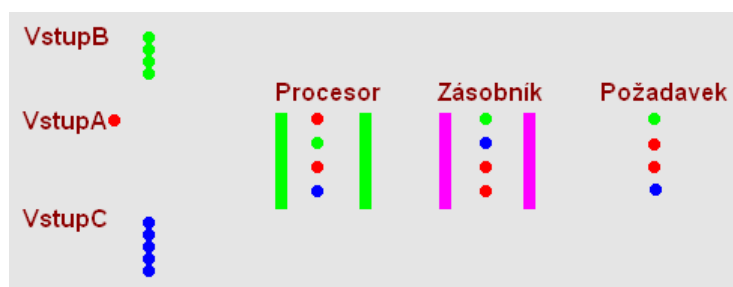 VstupB
Procesor
Zásobník
Požadavek
VstupA
VstupC